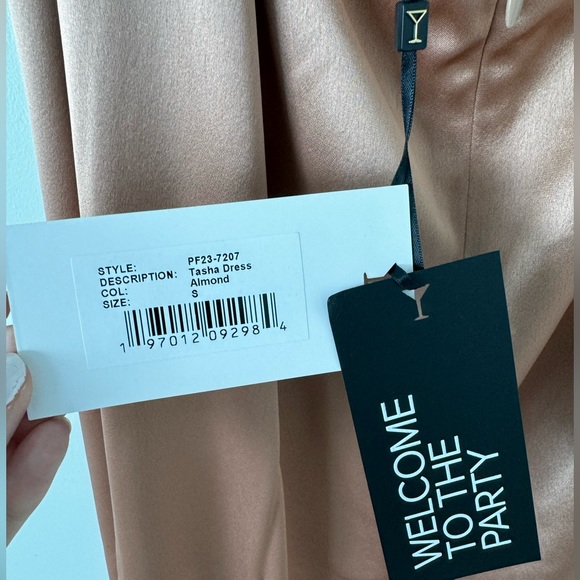 STYLE: PF23-7207
DESCRIPTION: Tasha Dress
COL: Almond
SIZE: S
1 97012 09298 4
WELCOME
TO THE
PARTY